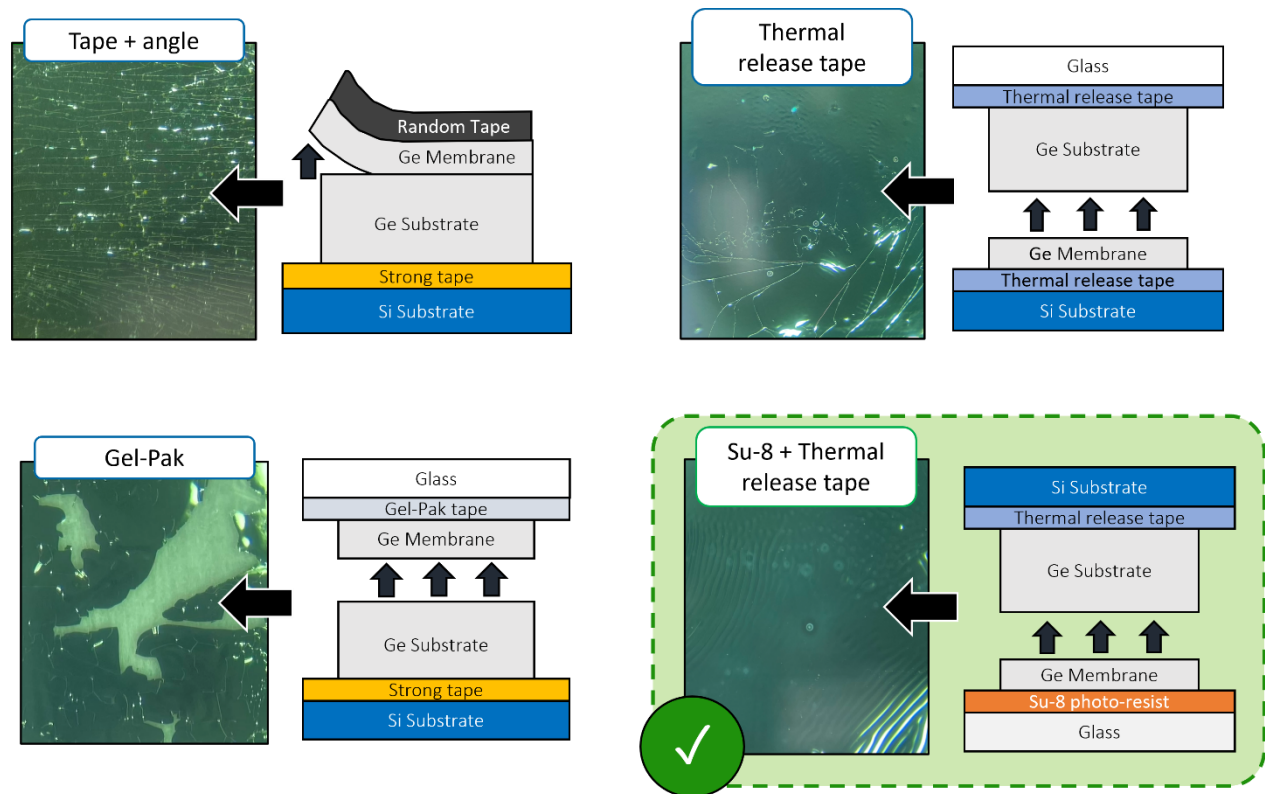 Tape + angle
Random Tape
Ge Membrane
Ge Substrate
Strong tape
Si Substrate
Thermal
release tape
Glass
Thermal release tape
Ge Substrate
Ge Membrane
Thermal release tape
Si Substrate
Gel-Pak
Glass
Gel-Pak tape
Ge Membrane
Ge Substrate
Strong tape
Si Substrate
Su-8 + Thermal
release tape
Si Substrate
Thermal release tape
Ge Substrate
Ge Membrane
Su-8 photo-resist
Glass